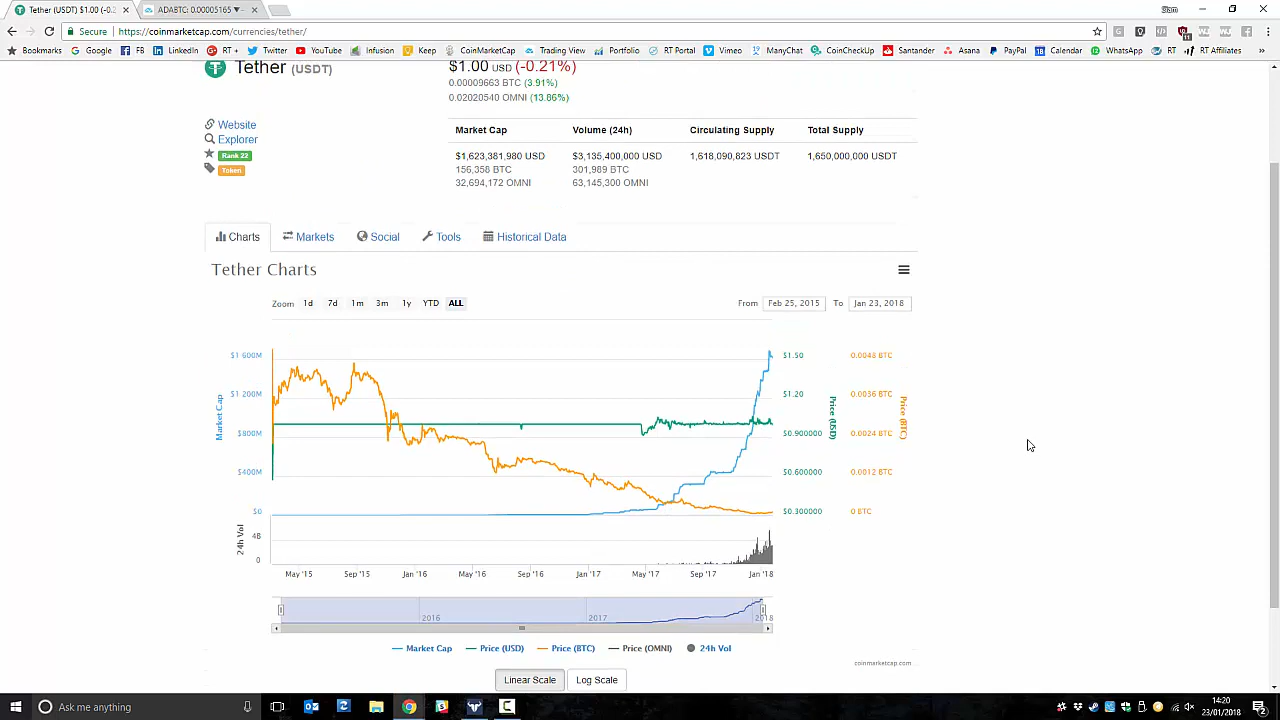 Tether (USDT) $1.00 (-0.2
ADABTC: 0.00005165 ▼
Secure
https://coinmarketcap.com/currencies/tether/
Bookmarks Google FB LinkedIn RT + Twitter YouTube Infusion Keep CoinMarketCap Trading View Portfolio RT Portal Vimeo ManyChat CoinCheckUp Santander Asana PayPal Calendar WhatsApp RT RT Affiliates »
Tether (USDT)
$1.00 USD (-0.21%)
0.00009663 BTC (3.91%)
0.02020540 OMNI (13.86%)
Website
Explorer
Rank 22
Token
Market Cap Volume (24h) Circulating Supply Total Supply
$1,623,381,980 USD $3,135,400,000 USD 1,618,090,823 USDT 1,650,000,000 USDT
156,358 BTC 301,989 BTC
32,694,172 OMNI 63,145,300 OMNI
Charts Markets Social Tools Historical Data
Tether Charts
Zoom 1d 7d 1m 3m 1y YTD ALL From Feb 25, 2015 To Jan 23, 2018
$1 600M $1.50 0.0048 BTC
$1 200M $1.20 0.0036 BTC
$800M $0.900000 0.0024 BTC
$400M $0.600000 0.0012 BTC
$0 $0.300000 0 BTC
Market Cap
Price (USD)
Price (BTC)
24h Vol
4B
0
May '15 Sep '15 Jan '16 May '16 Sep '16 Jan '17 May '17 Sep '17 Jan '18
2016 2017 2018
Market Cap Price (USD) Price (BTC) Price (OMNI) 24h Vol
coinmarketcap.com
Linear Scale Log Scale
Ask me anything
14:20
23/01/2018